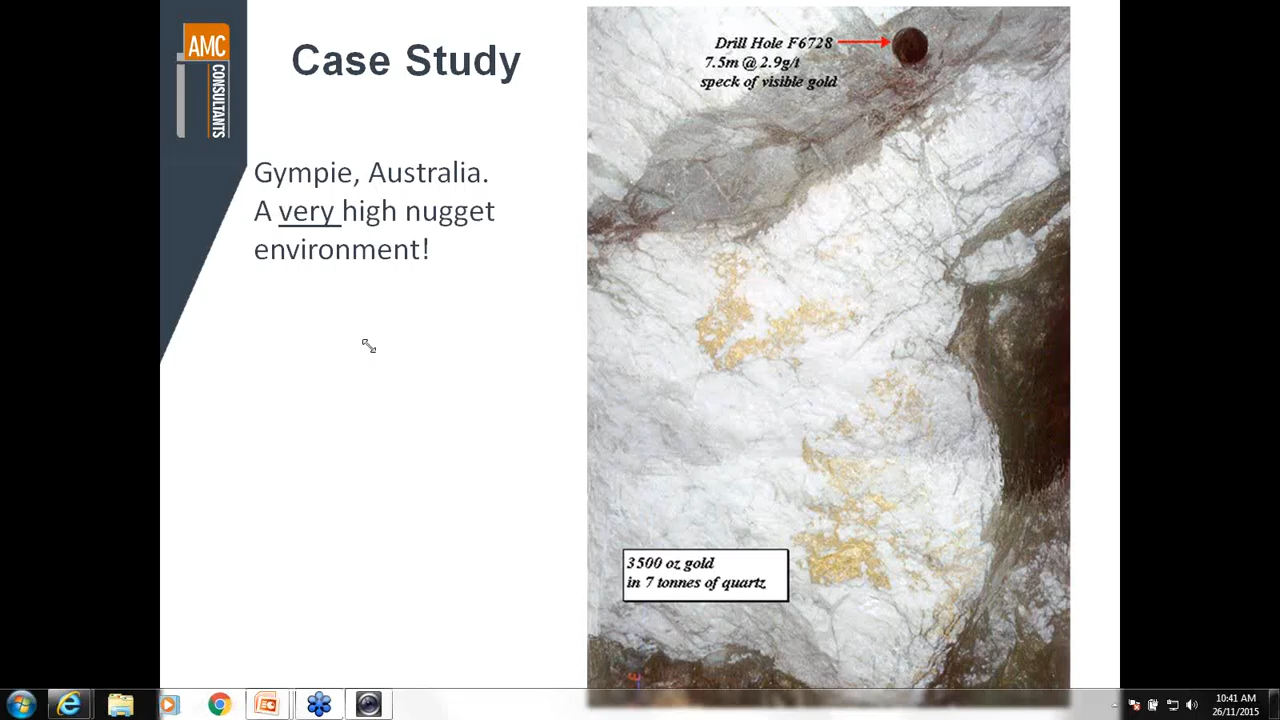 AMC
CONSULTANTS
Case Study
Gympie, Australia.
A very high nugget
environment!
Drill Hole F6728
7.5m @ 2.9g/t
speck of visible gold
3500 oz gold
in 7 tonnes of quartz
10:41 AM
26/11/2015